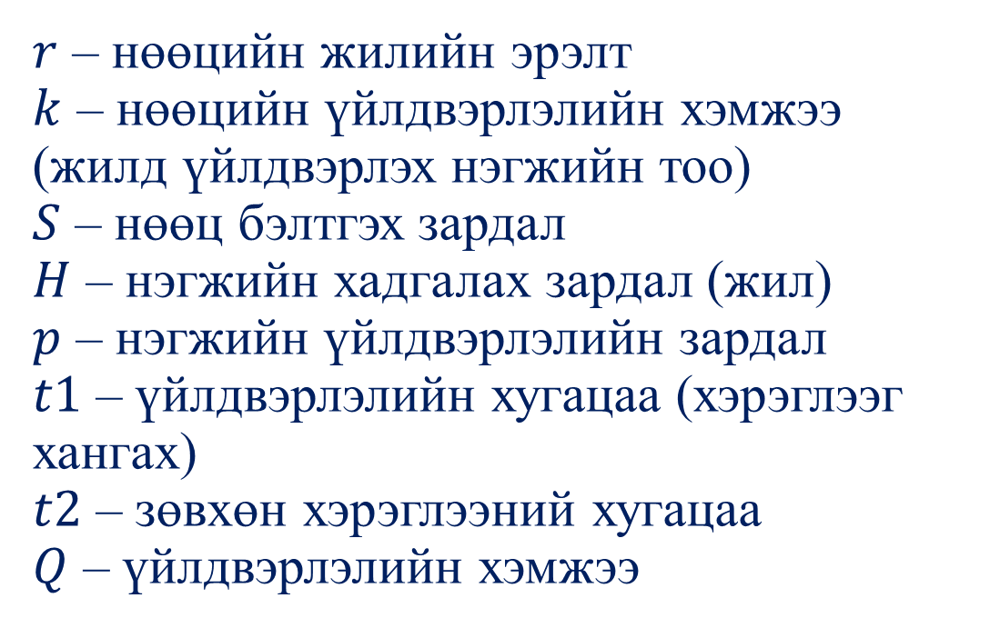 r – нөөцийн жилийн эрэлт
k – нөөцийн үйлдвэрлэлийн хэмжээ
(жилд үйлдвэрлэх нэгжийн тоо)
S – нөөц бэлтгэх зардал
H – нэгжийн хадгалах зардал (жил)
p – нэгжийн үйлдвэрлэлийн зардал
t1 – үйлдвэрлэлийн хугацаа (хэрэглээг
хангах)
t2 – зөвхөн хэрэглээний хугацаа
Q – үйлдвэрлэлийн хэмжээ